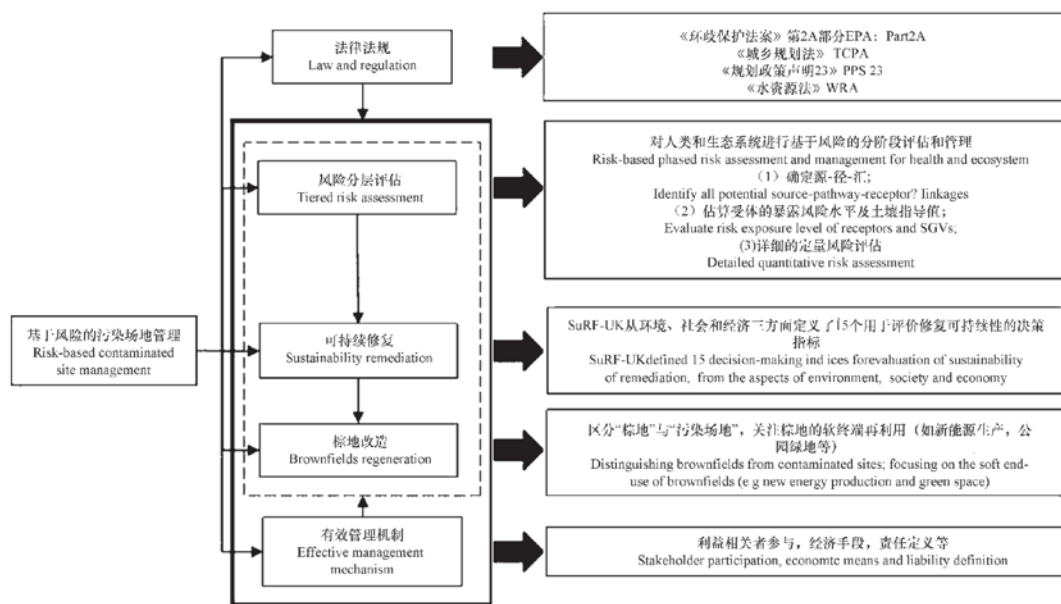 法律法规
Law and regulation
《环歧保护法案》第2A部分EPA：Part2A
《城乡规划法》TCPA
《规划政策声明23》PPS 23
《水资源法》WRA
风险分层评估
Tiered risk assessment
对人类和生态系统进行基于风险的分阶段评估和管理
Risk-based phased risk assessment and management for health and ecosystem
（1）确定源-径-汇;
Identify all potential source-pathway-receptor? linkages
（2）估算受体的暴露风险水平及土壤指导值;
Evaluate risk exposure level of receptors and SGVs;
(3)详细的定量风险评估
Detailed quantitative risk assessment
基于风险的污染场地管理
Risk-based contaminated
site management
可持续修复
Sustainability remediation
SuRF-UK从环境、社会和经济三方面定义了15个用于评价修复可持续性的决策
指标
SuRF-UKdefined 15 decision-making ind ices forevahuation of sustainability
of remediation, from the aspects of environment, society and economy
棕地改造
Brownfields regeneration
区分“棕地”与“污染场地”，关注棕地的软终端再利用（如新能源生产，公
园绿地等）
Distinguishing brownfields from contaminated sites; focusing on the soft end-
use of brownfields (e g new energy production and green space)
有效管理机制
Effective management
mechanism
利益相关者参与，经济手段，责任定义等
Stakeholder participation, economtc means and liability definition